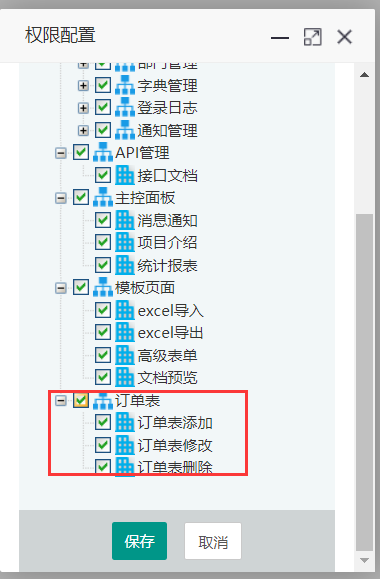 权限配置
部门管理
字典管理
登录日志
通知管理
API管理
接口文档
主控面板
消息通知
项目介绍
统计报表
模板页面
excel导入
excel导出
高级表单
文档预览
订单表
订单表添加
订单表修改
订单表删除
保存
取消